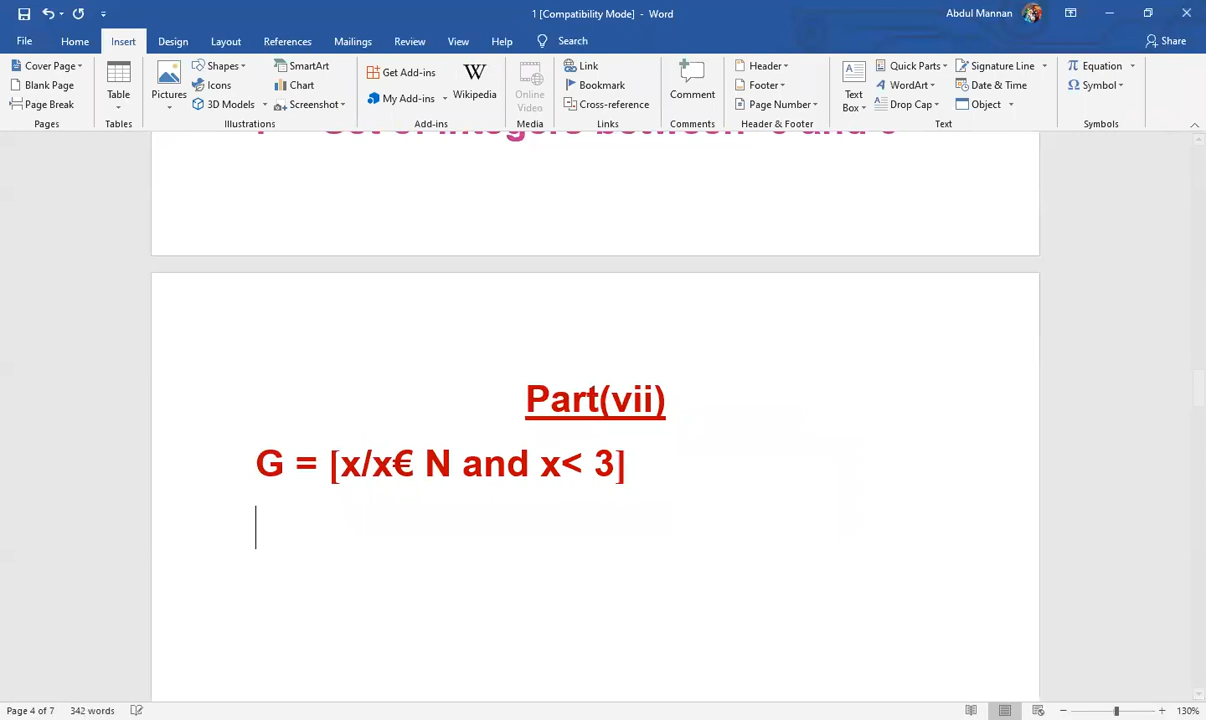 1 [Compatibility Mode] - Word
Abdul Mannan
File Home Insert Design Layout References Mailings Review View Help Search Share
Cover Page
Blank Page
Page Break
Pages
Table
Tables
Pictures
Shapes
Icons
3D Models
SmartArt
Chart
Screenshot
Illustrations
Get Add-ins
My Add-ins
Wikipedia
Add-ins
Online
Video
Media
Link
Bookmark
Cross-reference
Links
Comment
Comments
Header
Footer
Page Number
Header & Footer
Text
Box
Quick Parts
WordArt
Drop Cap
Signature Line
Date & Time
Object
Text
Equation
Symbol
Symbols
Set of Integers between
Part(vii)
G = [x/x€ N and x< 3]
Page 4 of 7 342 words
130%